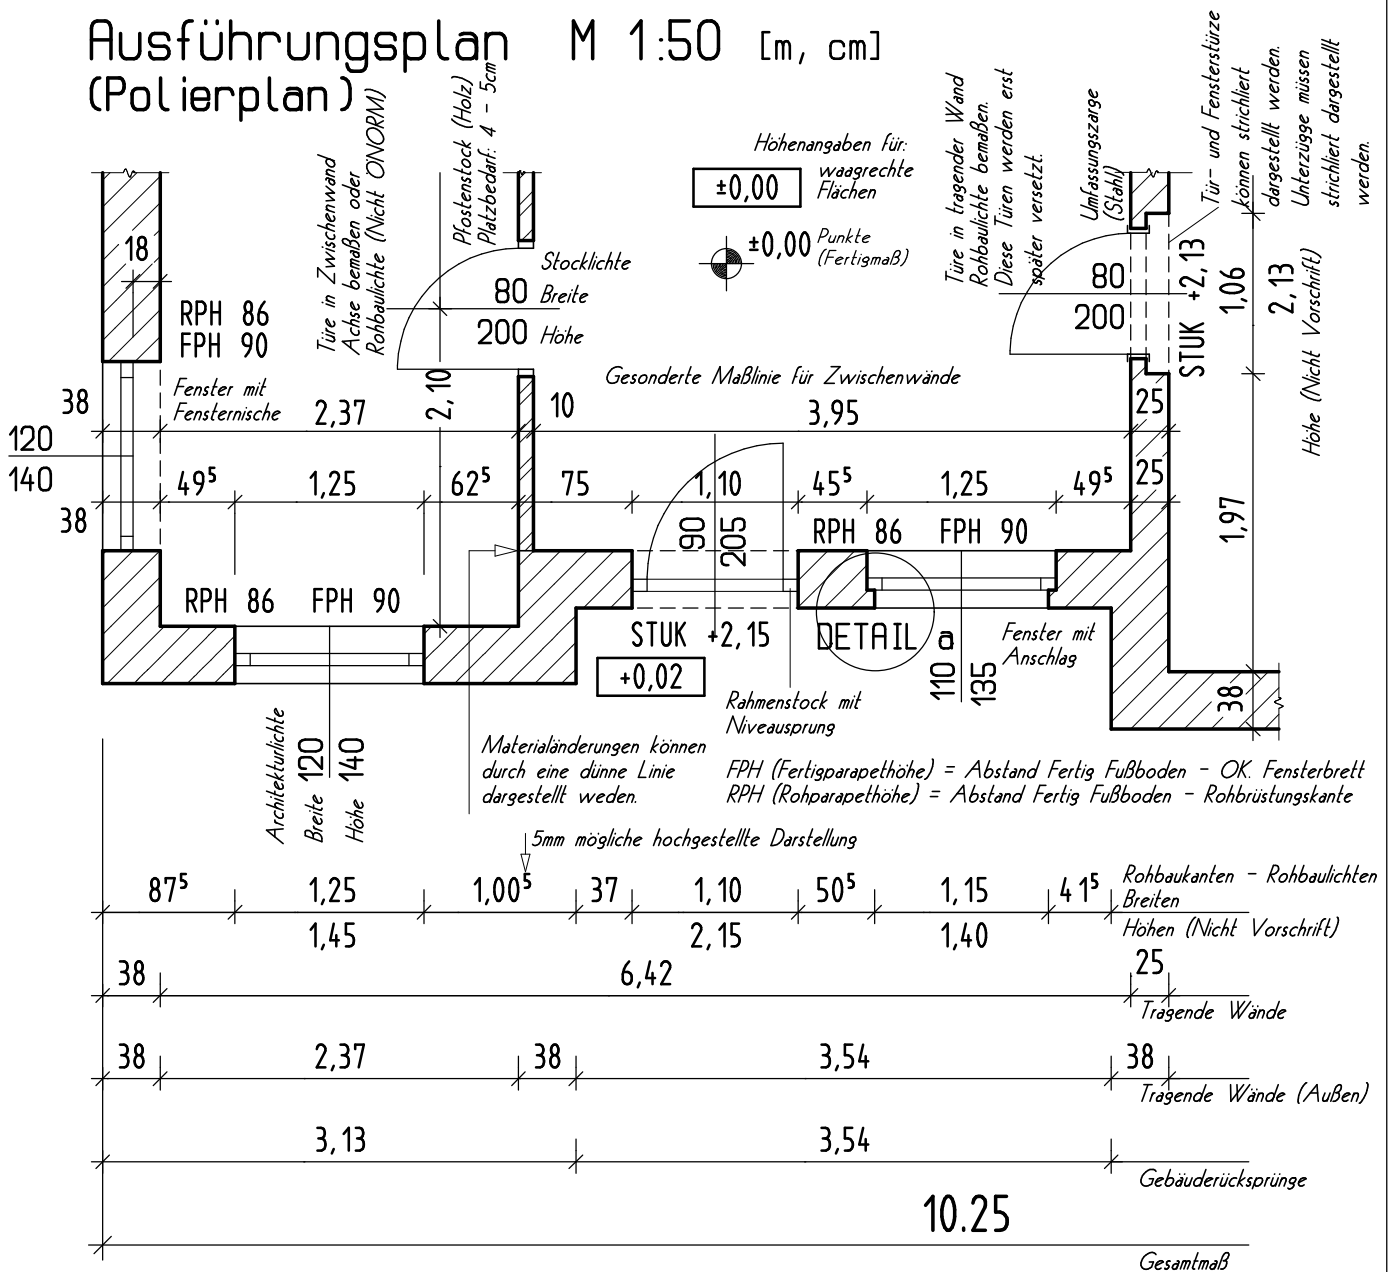 Ausführungsplan M 1:50 [m, cm]
(Polierplan)
Türe in Zwischenwand
Achse bemaßen oder
Rohbaulichte (Nicht ÖNORM)
Pfostenstock (Holz)
Platzbedarf: 4 - 5cm
Höhenangaben für:
waagrechte
Flächen
±0,00
±0,00
Punkte
(Fertigmaß)
Türe in tragender Wand
Rohbaulichte bemaßen.
Diese Türen werden erst
später versetzt.
Umfassungszarge
(Stahl)
Tür- und Fensterstürze
können strichliert
dargestellt werden.
Unterzüge müssen
strichliert dargestellt
werden.
18
RPH 86
FPH 90
Fenster mit
Fensternische
Stocklichte
80 Breite
200 Höhe
2,10
80
200
STUK +2,13
1,06
2,13
Höhe (Nicht Vorschrift)
Gesonderte Maßlinie für Zwischenwände
38
2,37
10
3,95
25
120
140
38
49⁵
1,25
62⁵
75
1,10
45⁵
1,25
49⁵
25
1,97
90
205
RPH 86 FPH 90
RPH 86 FPH 90
STUK +2,15
+0,02
DETAIL a
Fenster mit
Anschlag
110
135
38
Rahmenstock mit
Niveausprung
Architekturlichte
Breite 120
Höhe 140
Materialänderungen können
durch eine dünne Linie
dargestellt weden.
FPH (Fertigparapethöhe) = Abstand Fertig Fußboden - OK. Fensterbrett
RPH (Rohparapethöhe) = Abstand Fertig Fußboden - Rohbrüstungskante
5mm mögliche hochgestellte Darstellung
87⁵ 1,25 1,00⁵ 37 1,10 50⁵ 1,15 41⁵
Rohbaukanten - Rohbaulichten
Breiten
1,45 2,15 1,40
Höhen (Nicht Vorschrift)
38 6,42 25
Tragende Wände
38 2,37 38 3,54 38
Tragende Wände (Außen)
3,13 3,54
Gebäuderücksprünge
10.25
Gesamtmaß